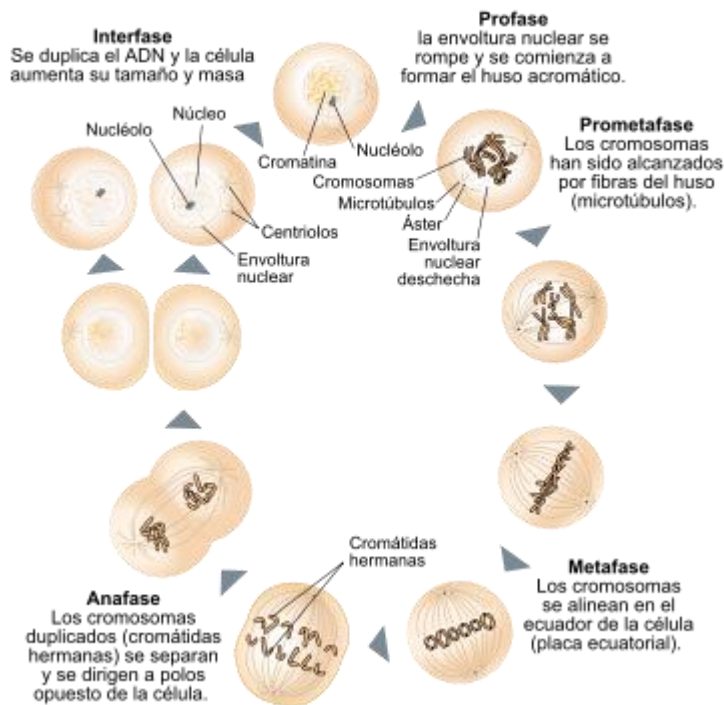 Interfase
Se duplica el ADN y la célula
aumenta su tamaño y masa
Profase
la envoltura nuclear se
rompe y se comienza a
formar el huso acromático.
Núcleo
Nucléolo
Centriolos
Envoltura
nuclear
Cromatina
Nucléolo
Cromosomas
Microtúbulos
Áster
Envoltura
nuclear
deschecha
Prometafase
Los cromosomas
han sido alcanzados
por fibras del huso
(microtúbulos).
Metafase
Los cromosomas
se alinean en el
ecuador de la célula
(placa ecuatorial).
Cromátidas
hermanas
Anafase
Los cromosomas
duplicados (cromátidas
hermanas) se separan
y se dirigen a polos
opuesto de la célula.